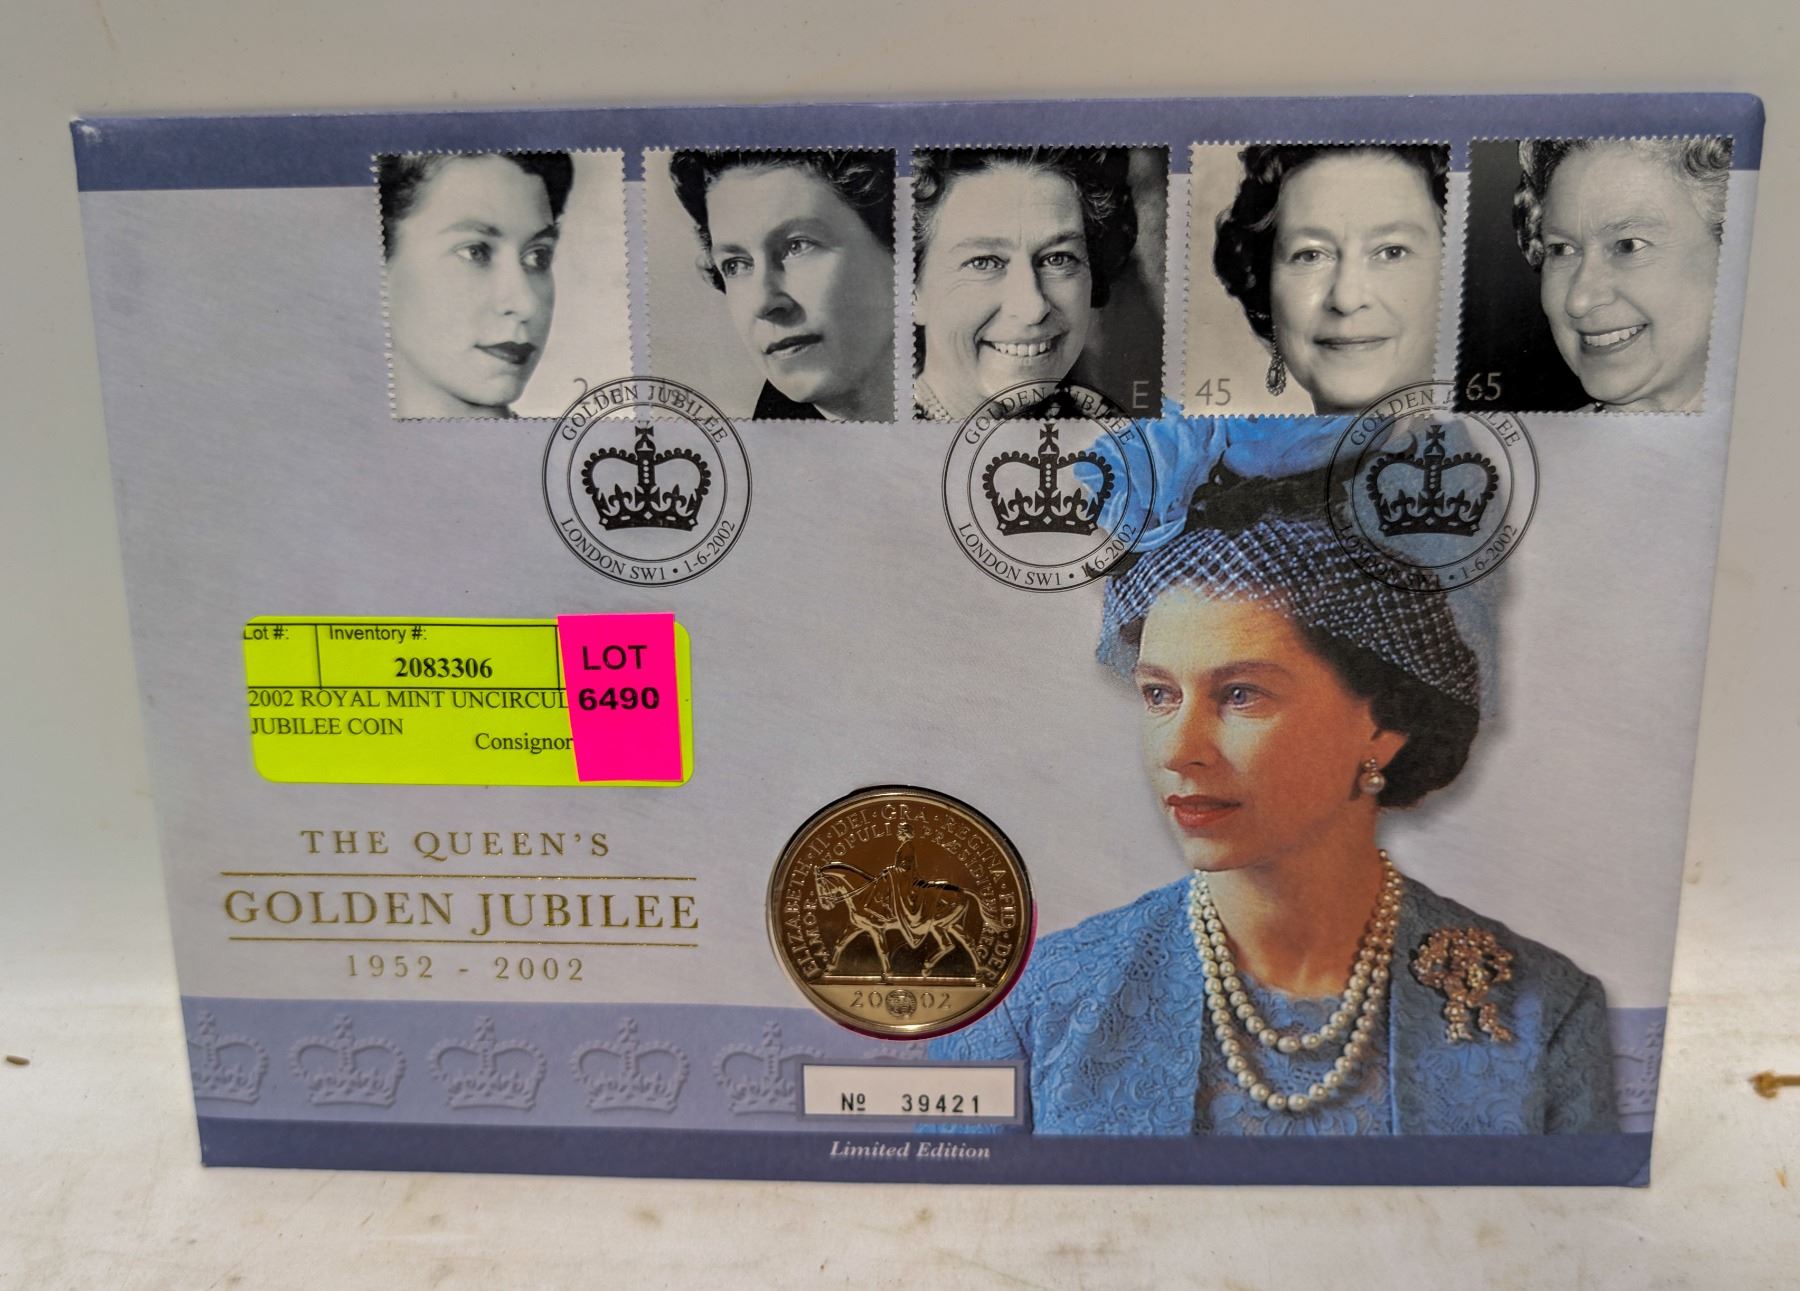 2
E
45
65
GOLDEN JUBILEE
LONDON SW1 • 1-6-2002
GOLDEN JUBILEE
LONDON SW1 • 1-6-2002
GOLDEN JUBILEE
LONDON SW1 • 1-6-2002
Lot #: Inventory #:
2083306
2002 ROYAL MINT UNCIRCUL
JUBILEE COIN
Consignor
LOT
6490
THE QUEEN'S
GOLDEN JUBILEE
1952 - 2002
ELIZABETH·II·DEI·GRA·REGINA·FID·DEF
AMOR POPULI PRÆSIDIUM REG
2002
Nº 39421
Limited Edition